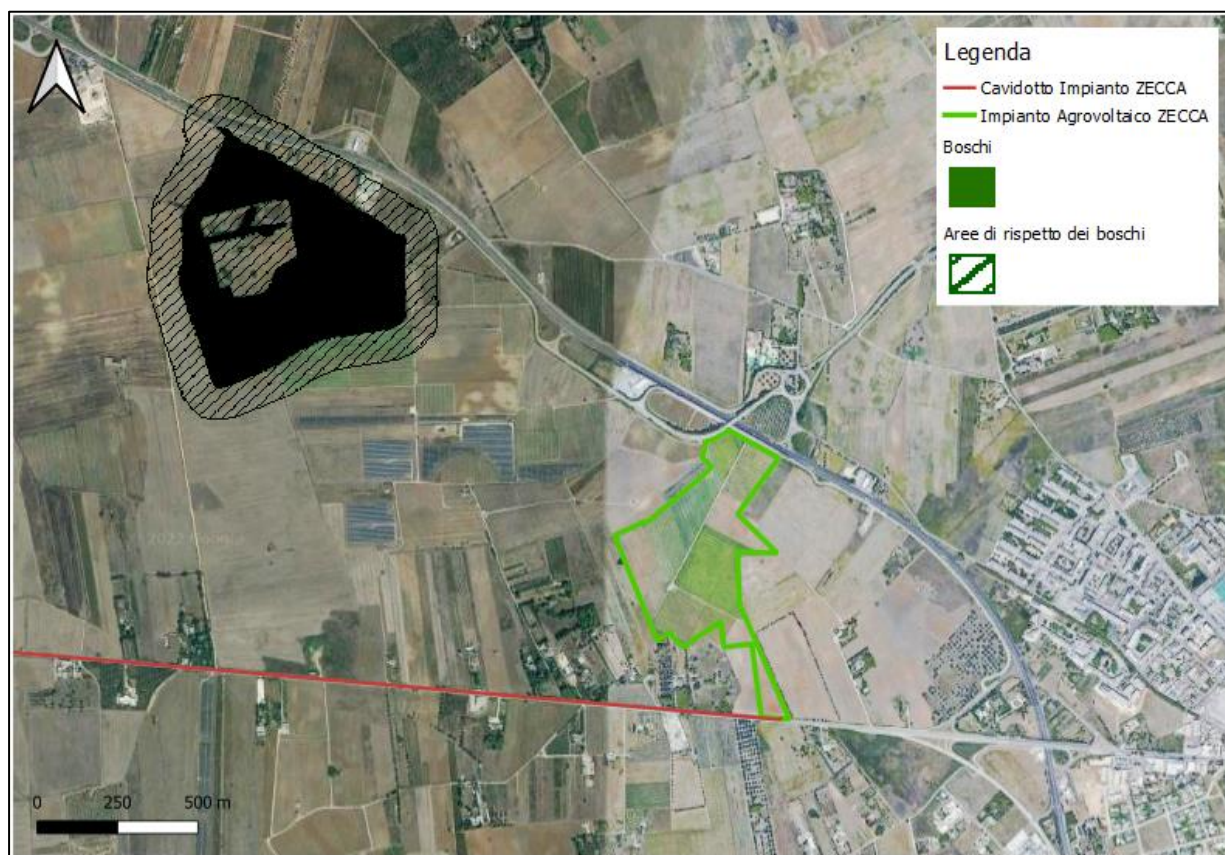 Legenda
Cavidotto Impianto ZECCA
Impianto Agrovoltaico ZECCA
Boschi
Aree di rispetto dei boschi
0 250 500 m